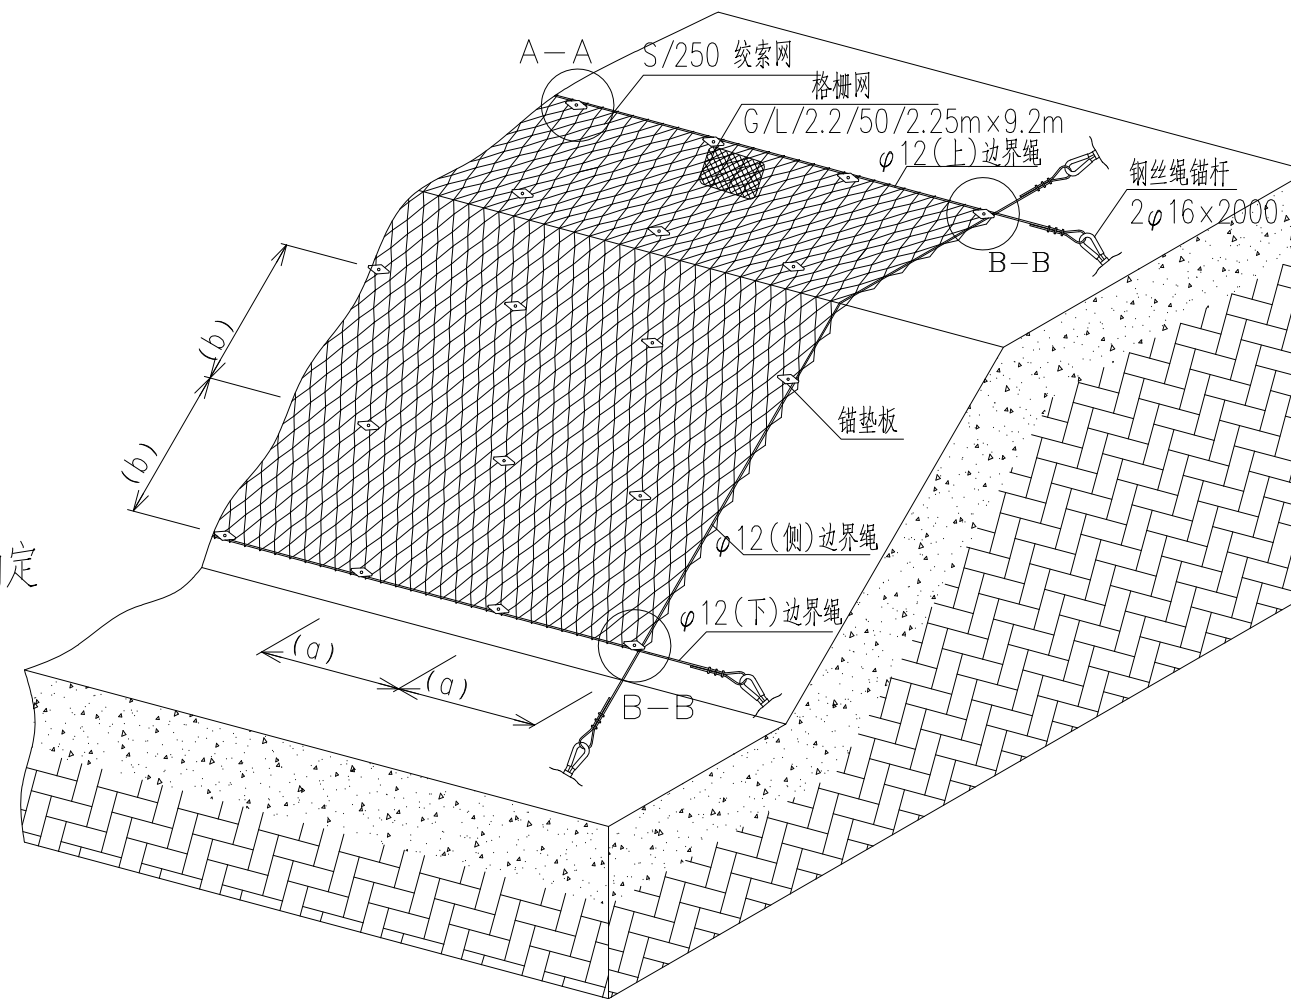 A-A
S/250 绞索网
格栅网
G/L/2.2/50/2.25m×9.2m
φ12(上)边界绳
钢丝绳锚杆
2φ16×2000
B-B
(b)
锚垫板
(b)
φ12(侧)边界绳
定
φ12(下)边界绳
(a)
(a)
B-B